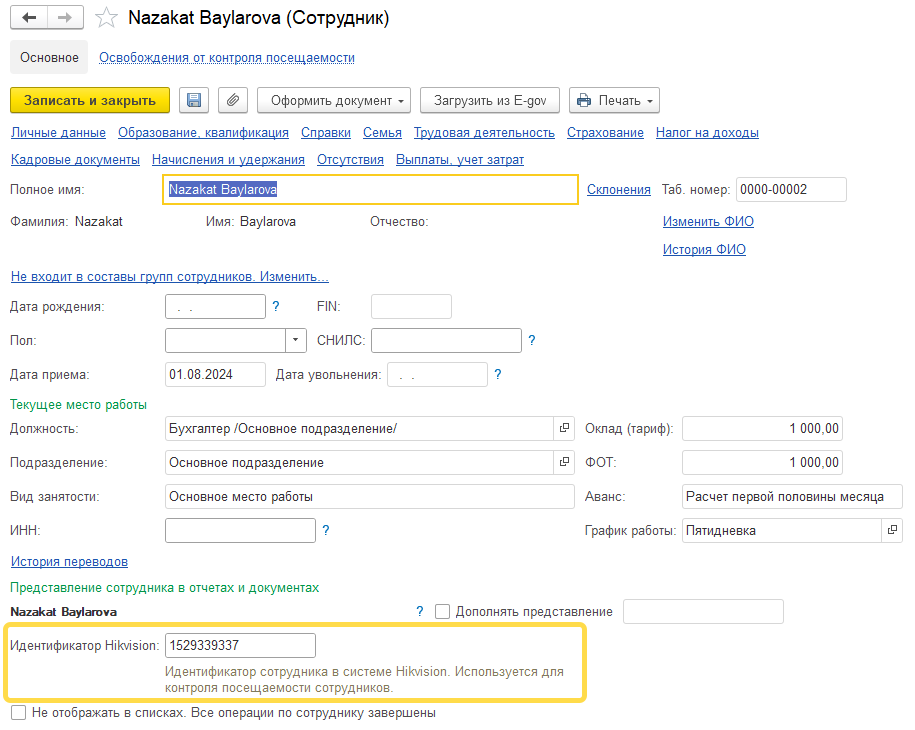 Nazakat Baylarova (Сотрудник)
Основное Освобождения от контроля посещаемости
Записать и закрыть Оформить документ Загрузить из E-gov Печать
Личные данные Образование, квалификация Справки Семья Трудовая деятельность Страхование Налог на доходы
Кадровые документы Начисления и удержания Отсутствия Выплаты, учет затрат
Полное имя: Nazakat Baylarova Склонения Таб. номер: 0000-00002
Фамилия: Nazakat Имя: Baylarova Отчество: Изменить ФИО
История ФИО
Не входит в составы групп сотрудников. Изменить...
Дата рождения: . . ? FIN:
Пол: СНИЛС: ?
Дата приема: 01.08.2024 Дата увольнения: . . ?
Текущее место работы
Должность: Бухгалтер /Основное подразделение/ Оклад (тариф): 1 000,00
Подразделение: Основное подразделение ФОТ: 1 000,00
Вид занятости: Основное место работы Аванс: Расчет первой половины месяца
ИНН: ? График работы: Пятидневка
История переводов
Представление сотрудника в отчетах и документах
Nazakat Baylarova ? Дополнять представление
Идентификатор Hikvision: 1529339337
Идентификатор сотрудника в системе Hikvision. Используется для
контроля посещаемости сотрудников.
Не отображать в списках. Все операции по сотруднику завершены